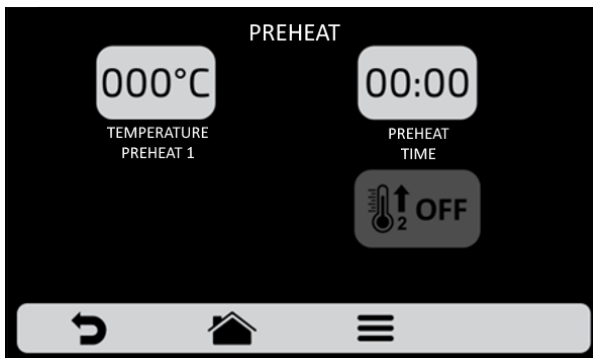 PREHEAT
000°C
00:00
TEMPERATURE
PREHEAT 1
PREHEAT
TIME
2 OFF